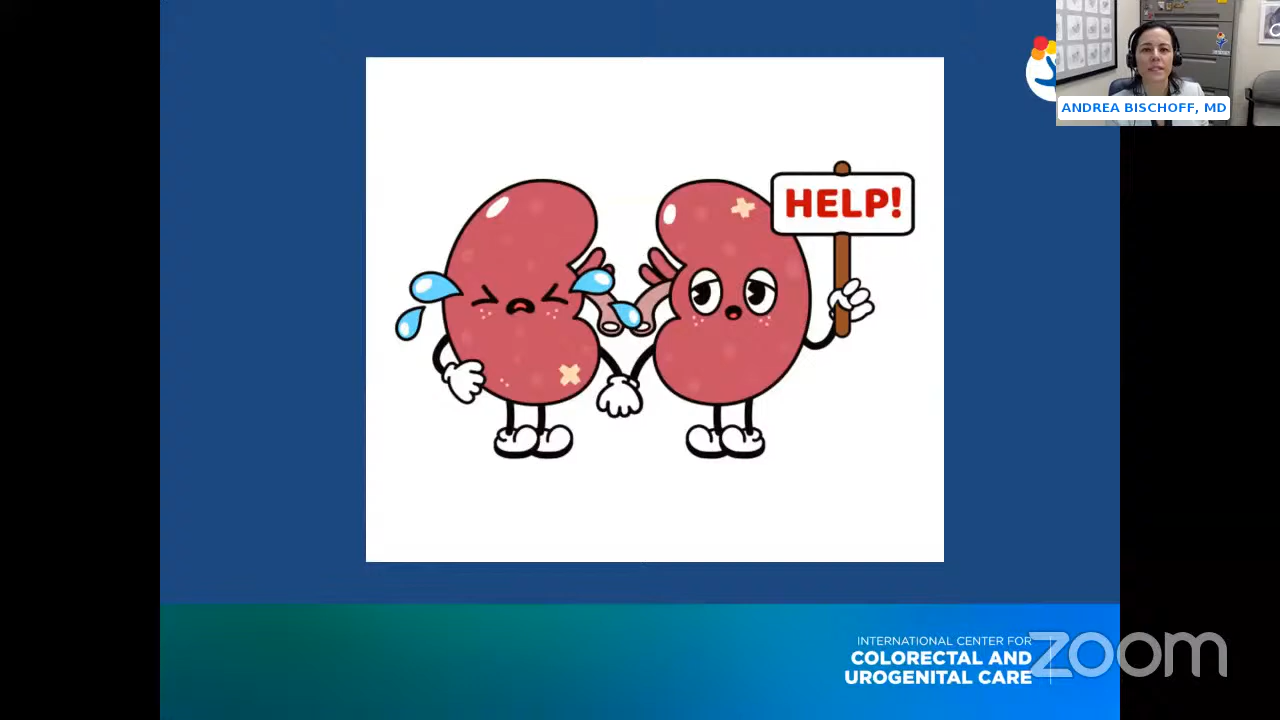 ANDREA BISCHOFF, MD
HELP!
INTERNATIONAL CENTER FOR
COLORECTAL AND
UROGENITAL CARE
zoom